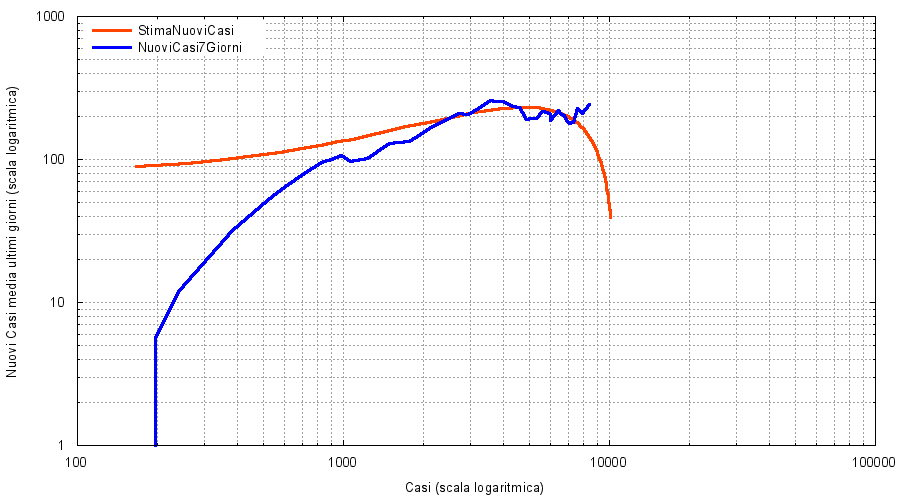 1000
StimaNuoviCasi
NuoviCasi7Giorni
Nuovi Casi media ultimi giorni (scala logaritmica)
100
10
1
100 1000 10000 100000
Casi (scala logaritmica)